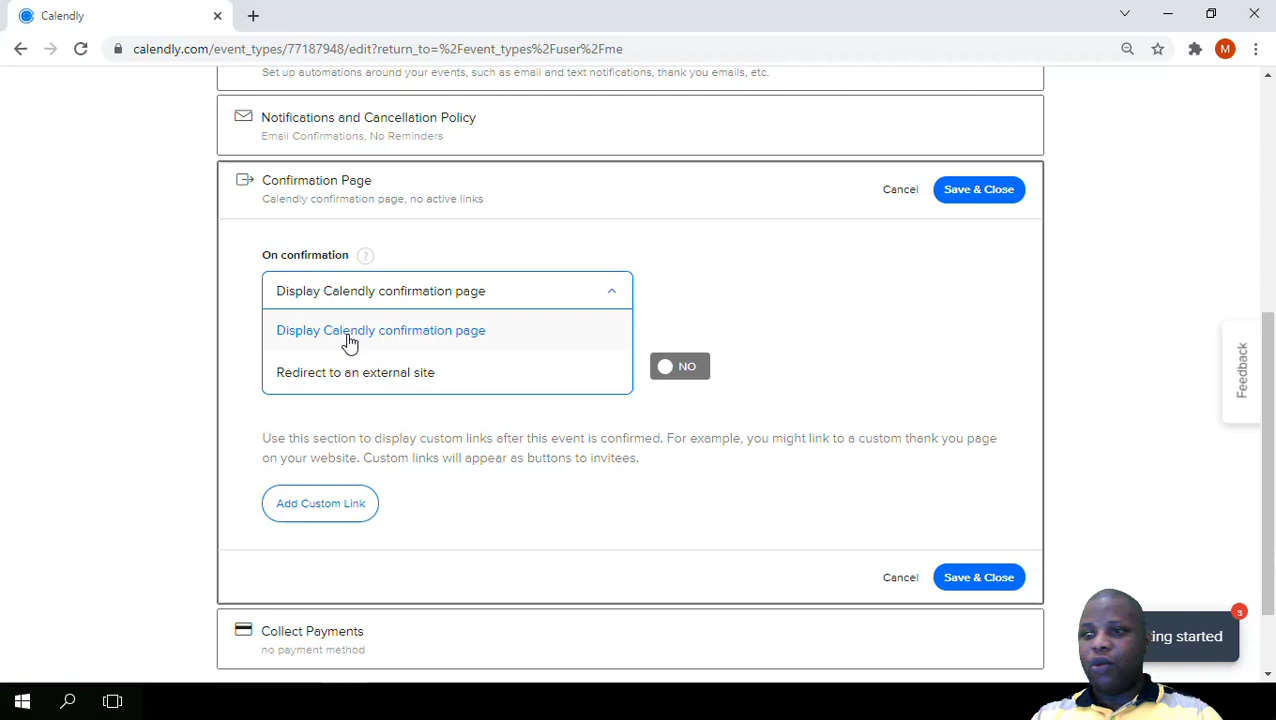 Calendly
calendly.com/event_types/77187948/edit?return_to=%2Fevent_types%2Fuser%2Fme
M
Set up automations around your events, such as email and text notifications, thank you emails, etc.
Notifications and Cancellation Policy
Email Confirmations, No Reminders
Confirmation Page
Calendly confirmation page, no active links
Cancel
Save & Close
On confirmation ?
Display Calendly confirmation page
Display Calendly confirmation page
Redirect to an external site
NO
Feedback
Use this section to display custom links after this event is confirmed. For example, you might link to a custom thank you page
on your website. Custom links will appear as buttons to invitees.
Add Custom Link
Cancel
Save & Close
Collect Payments
no payment method
3
started